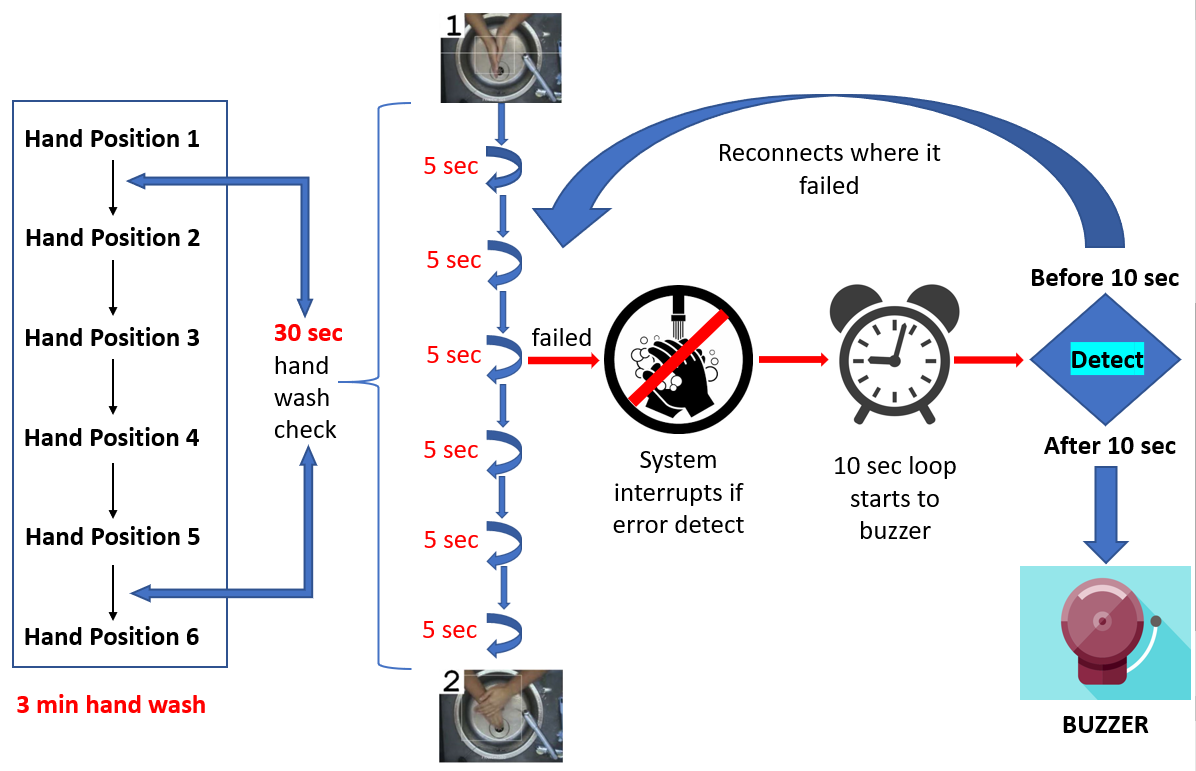 Hand Position 1
Hand Position 2
Hand Position 3
Hand Position 4
Hand Position 5
Hand Position 6
3 min hand wash
30 sec
hand
wash
check
1
5 sec
5 sec
5 sec
5 sec
5 sec
5 sec
2
failed
System
interrupts if
error detect
10 sec loop
starts to
buzzer
Reconnects where it
failed
Before 10 sec
Detect
After 10 sec
BUZZER